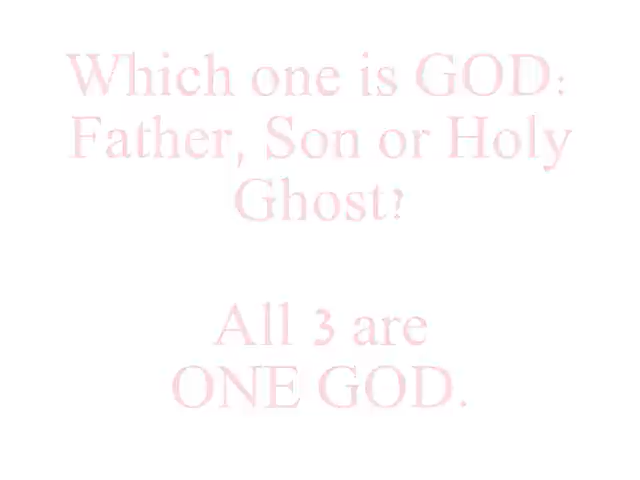 Which one is GOD:
Father, Son or Holy
Ghost?
All 3 are
ONE GOD.